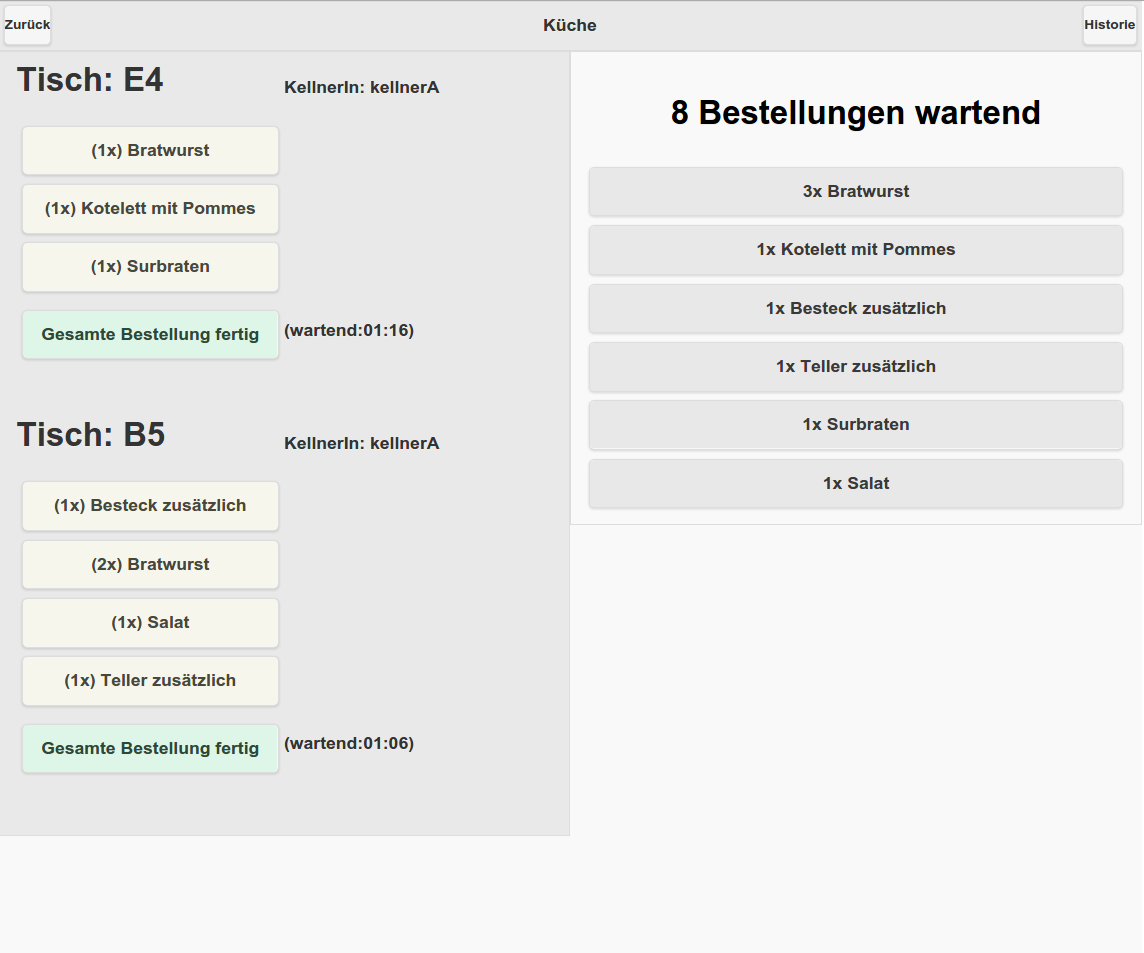 Zurück
Küche
Historie
Tisch: E4
KellnerIn: kellnerA
(1x) Bratwurst
(1x) Kotelett mit Pommes
(1x) Surbraten
Gesamte Bestellung fertig
(wartend:01:16)
Tisch: B5
KellnerIn: kellnerA
(1x) Besteck zusätzlich
(2x) Bratwurst
(1x) Salat
(1x) Teller zusätzlich
Gesamte Bestellung fertig
(wartend:01:06)
8 Bestellungen wartend
3x Bratwurst
1x Kotelett mit Pommes
1x Besteck zusätzlich
1x Teller zusätzlich
1x Surbraten
1x Salat